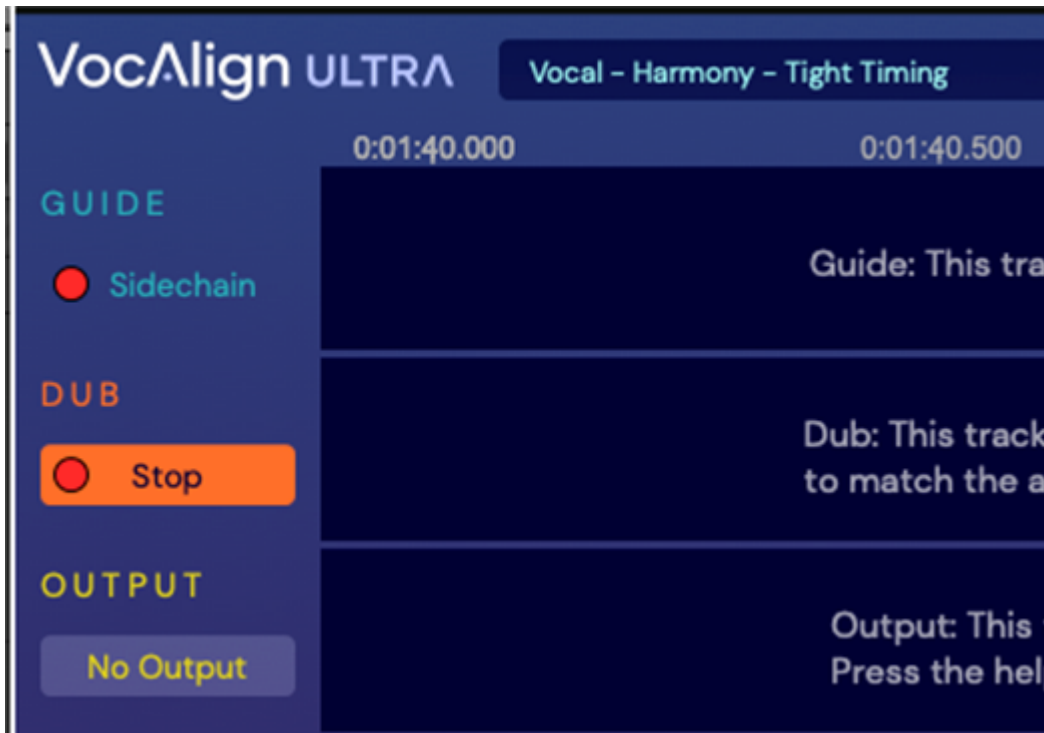 VocAlign ULTRA
Vocal - Harmony - Tight Timing
0:01:40.000 0:01:40.500
GUIDE
Sidechain
Guide: This tra
DUB
Stop
Dub: This track
to match the a
OUTPUT
No Output
Output: This
Press the hel